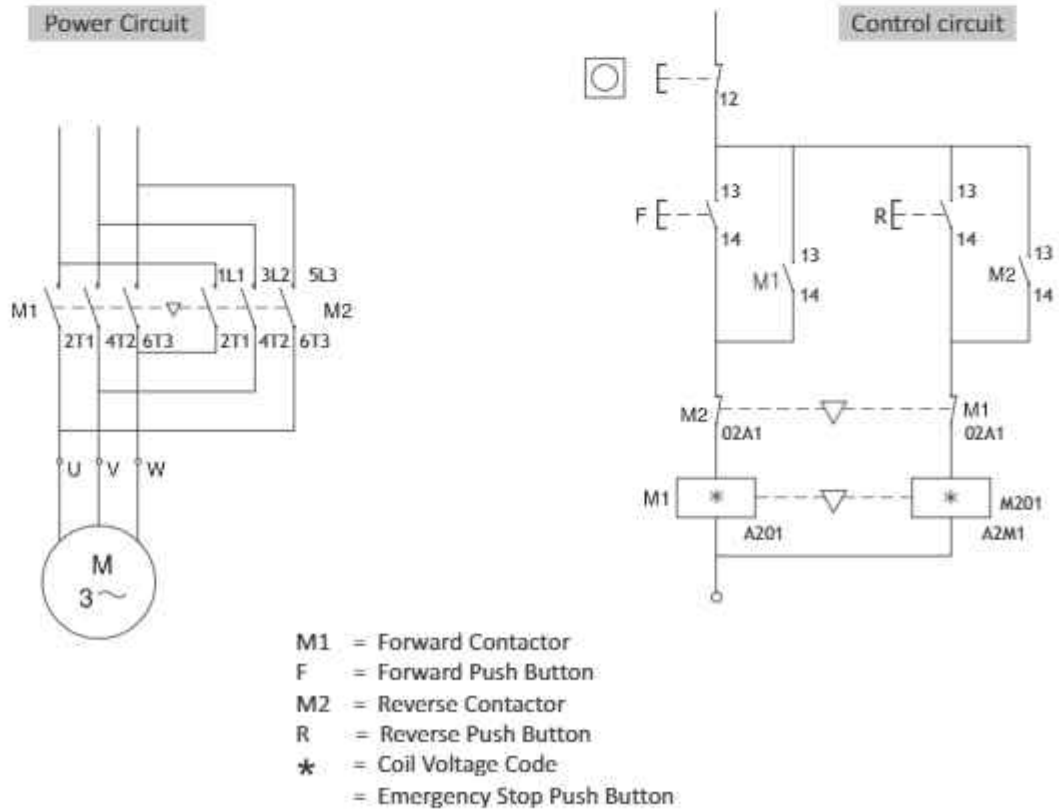 Power Circuit
Control circuit
12
13
13
F
R
14
14
13
13
M1
M2
14
14
1L1 3L2 5L3
M1
M2
2T1 4T2 6T3 2T1 4T2 6T3
M2
M1
02A1
02A1
U V W
M1
*
*
M201
A201
A2M1
M
3~
M1 = Forward Contactor
F = Forward Push Button
M2 = Reverse Contactor
R = Reverse Push Button
* = Coil Voltage Code
= Emergency Stop Push Button